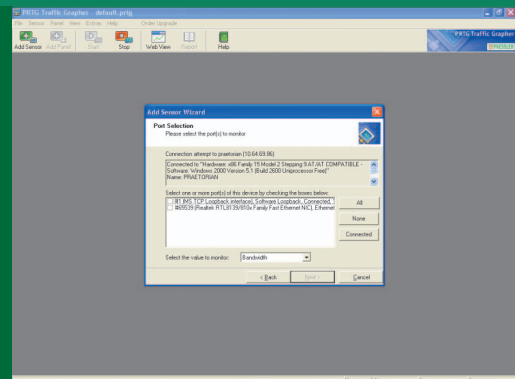 PRTG Traffic Grapher - default.prtg
File Sensor Panel View Extras Help Order Upgrade
Add Sensor Add Panel Start Stop Web View Report Help
PRTG Traffic Grapher
PAESSLER
Add Sensor Wizard
Port Selection
Please select the port(s) to monitor
Connection attempt to praetorian (10.64.69.86)
Connected to "Hardware: x86 Family 15 Model 2 Stepping 9 AT/AT COMPATIBLE -
Software: Windows 2000 Version 5.1 (Build 2600 Uniprocessor Free)"
Name: PRAETORIAN
Select one or more port(s) of this device by checking the boxes below:
#1 (MS TCP Loopback interface), Software Loopback, Connected,
#65539 (Realtek RTL8139/810x Family Fast Ethernet NIC), Ethernet
All
None
Connected
Select the value to monitor: Bandwidth
< Back Next > Cancel